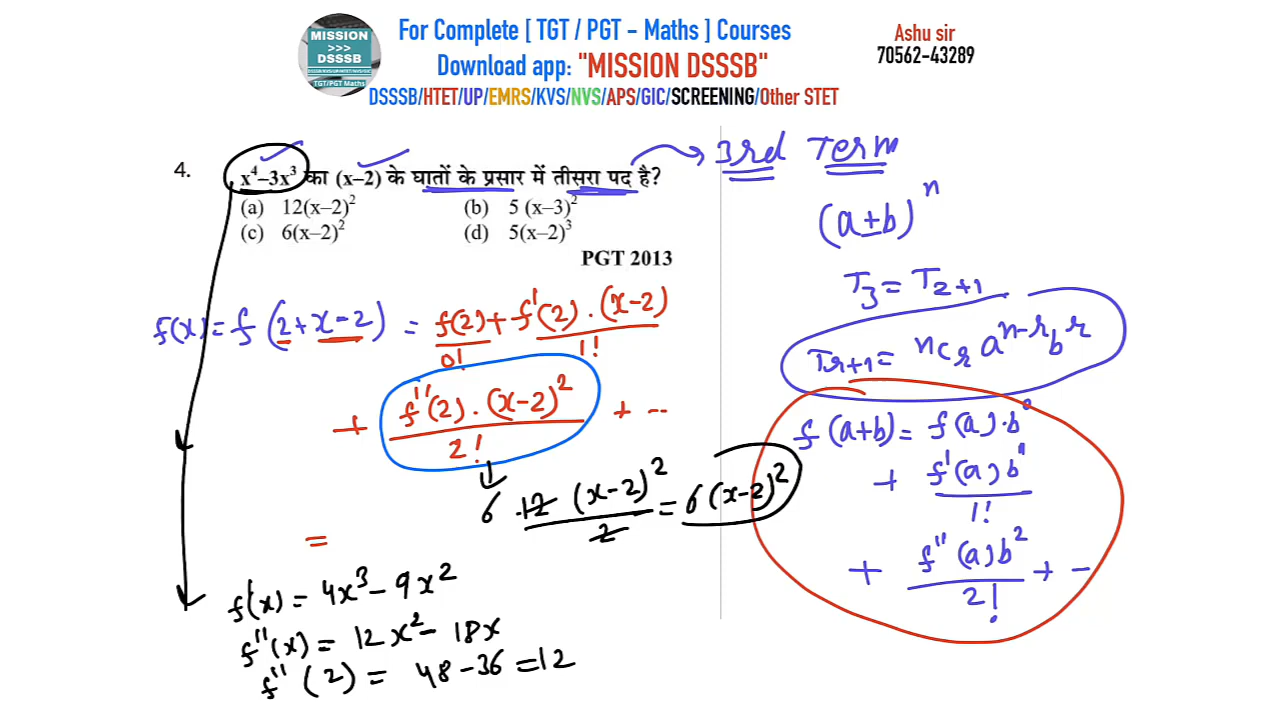 MISSION
>>>
DSSSB
TGT/PGT Maths
For Complete [ TGT / PGT - Maths ] Courses
Download app: "MISSION DSSSB"
DSSSB/HTET/UP/EMRS/KVS/NVS/APS/GIC/SCREENING/Other STET
Ashu sir
70562-43289
4. x⁴–3x³ का (x–2) के घातों के प्रसार में तीसरा पद है?
(a) 12(x–2)² (b) 5 (x–3)²
(c) 6(x–2)² (d) 5(x–2)³
PGT 2013
f(x) = f (2+x-2) = f(2)/0! + f'(2).(x-2)/1!
+ f''(2).(x-2)²/2! + --
6 12 (x-2)²/2 = 6(x-2)²
=
f'(x) = 4x³ - 9x²
f''(x) = 12x² - 18x
f''(2) = 48-36 = 12
3rd Term
(a+b)ⁿ
T₃ = T₂₊₁
Tr+1 = nCr aⁿ⁻ʳ bʳ
f(a+b) = f(a).b⁰
+ f'(a) b¹/1!
+ f''(a) b²/2! + --